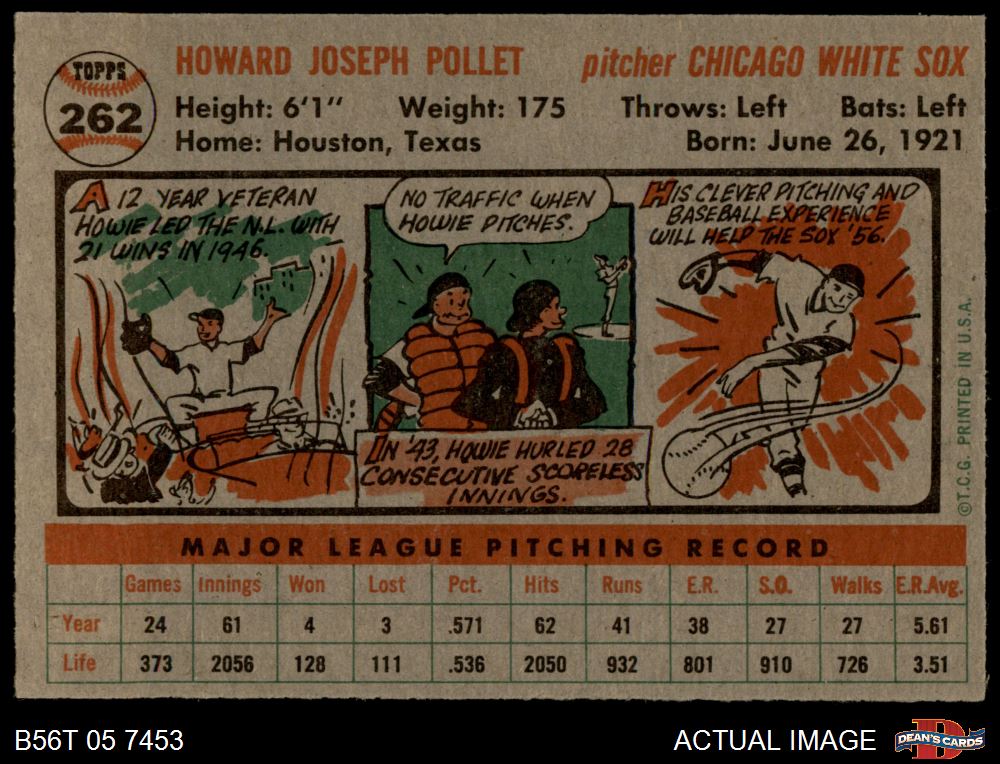 TOPPS
262
HOWARD JOSEPH POLLET pitcher CHICAGO WHITE SOX
Height: 6'1" Weight: 175 Throws: Left Bats: Left
Home: Houston, Texas Born: June 26, 1921
A 12 YEAR VETERAN
HOWIE LED THE N.L. WITH
21 WINS IN 1946.
NO TRAFFIC WHEN
HOWIE PITCHES.
IN '43, HOWIE HURLED 28
CONSECUTIVE SCORELESS
INNINGS.
HIS CLEVER PITCHING AND
BASEBALL EXPERIENCE
WILL HELP THE SOX '56.
©T.C.G. PRINTED IN U.S.A.
MAJOR LEAGUE PITCHING RECORD
Games Innings Won Lost Pct. Hits Runs E.R. S.O. Walks E.R.Avg.
Year 24 61 4 3 .571 62 41 38 27 27 5.61
Life 373 2056 128 111 .536 2050 932 801 910 726 3.51
B56T 05 7453 ACTUAL IMAGE D DEAN'S CARDS